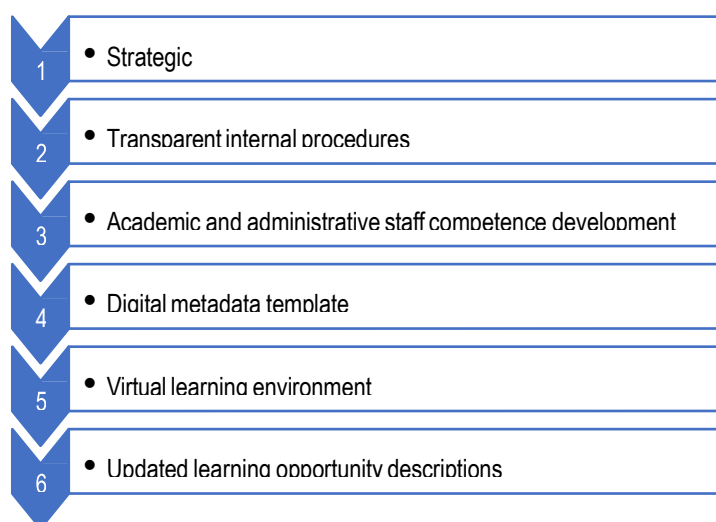 1
• Strategic
2
• Transparent internal procedures
3
• Academic and administrative staff competence development
4
• Digital metadata template
5
• Virtual learning environment
6
• Updated learning opportunity descriptions